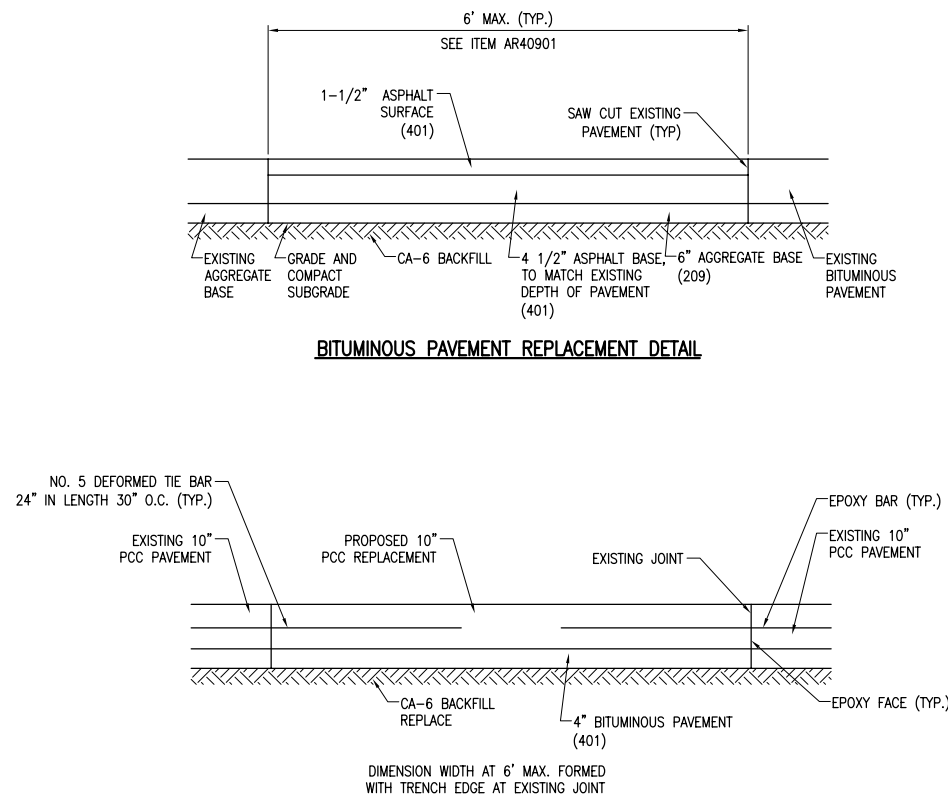 6' MAX. (TYP.)
SEE ITEM AR40901
1-1/2" ASPHALT
SURFACE
(401)
SAW CUT EXISTING
PAVEMENT (TYP)
EXISTING
AGGREGATE
BASE
GRADE AND
COMPACT
SUBGRADE
CA-6 BACKFILL
4 1/2" ASPHALT BASE,
TO MATCH EXISTING
DEPTH OF PAVEMENT
(401)
6" AGGREGATE BASE
(209)
EXISTING
BITUMINOUS
PAVEMENT
BITUMINOUS PAVEMENT REPLACEMENT DETAIL
NO. 5 DEFORMED TIE BAR
24" IN LENGTH 30" O.C. (TYP.)
EXISTING 10"
PCC PAVEMENT
PROPOSED 10"
PCC REPLACEMENT
EXISTING JOINT
EPOXY BAR (TYP.)
EXISTING 10"
PCC PAVEMENT
CA-6 BACKFILL
REPLACE
4" BITUMINOUS PAVEMENT
(401)
EPOXY FACE (TYP.)
DIMENSION WIDTH AT 6' MAX. FORMED
WITH TRENCH EDGE AT EXISTING JOINT